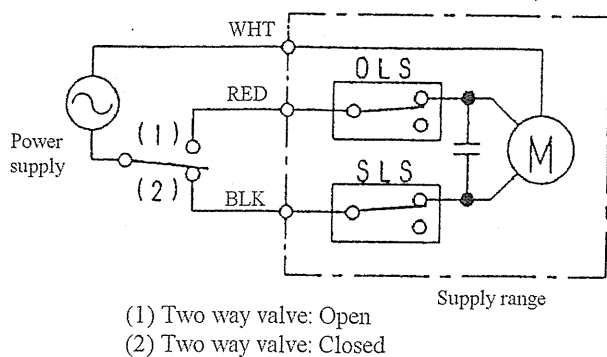 WHT
OLS
RED
Power
supply
(1)
(2)
SLS
BLK
M
Supply range
(1) Two way valve: Open
(2) Two way valve: Closed